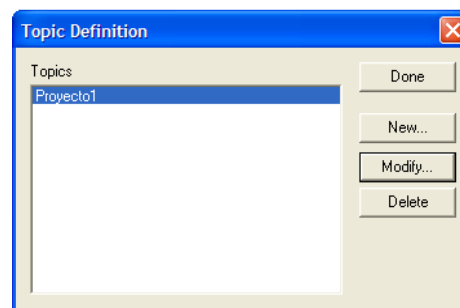 Topic Definition
Topics
Proyecto1
Done
New...
Modify...
Delete